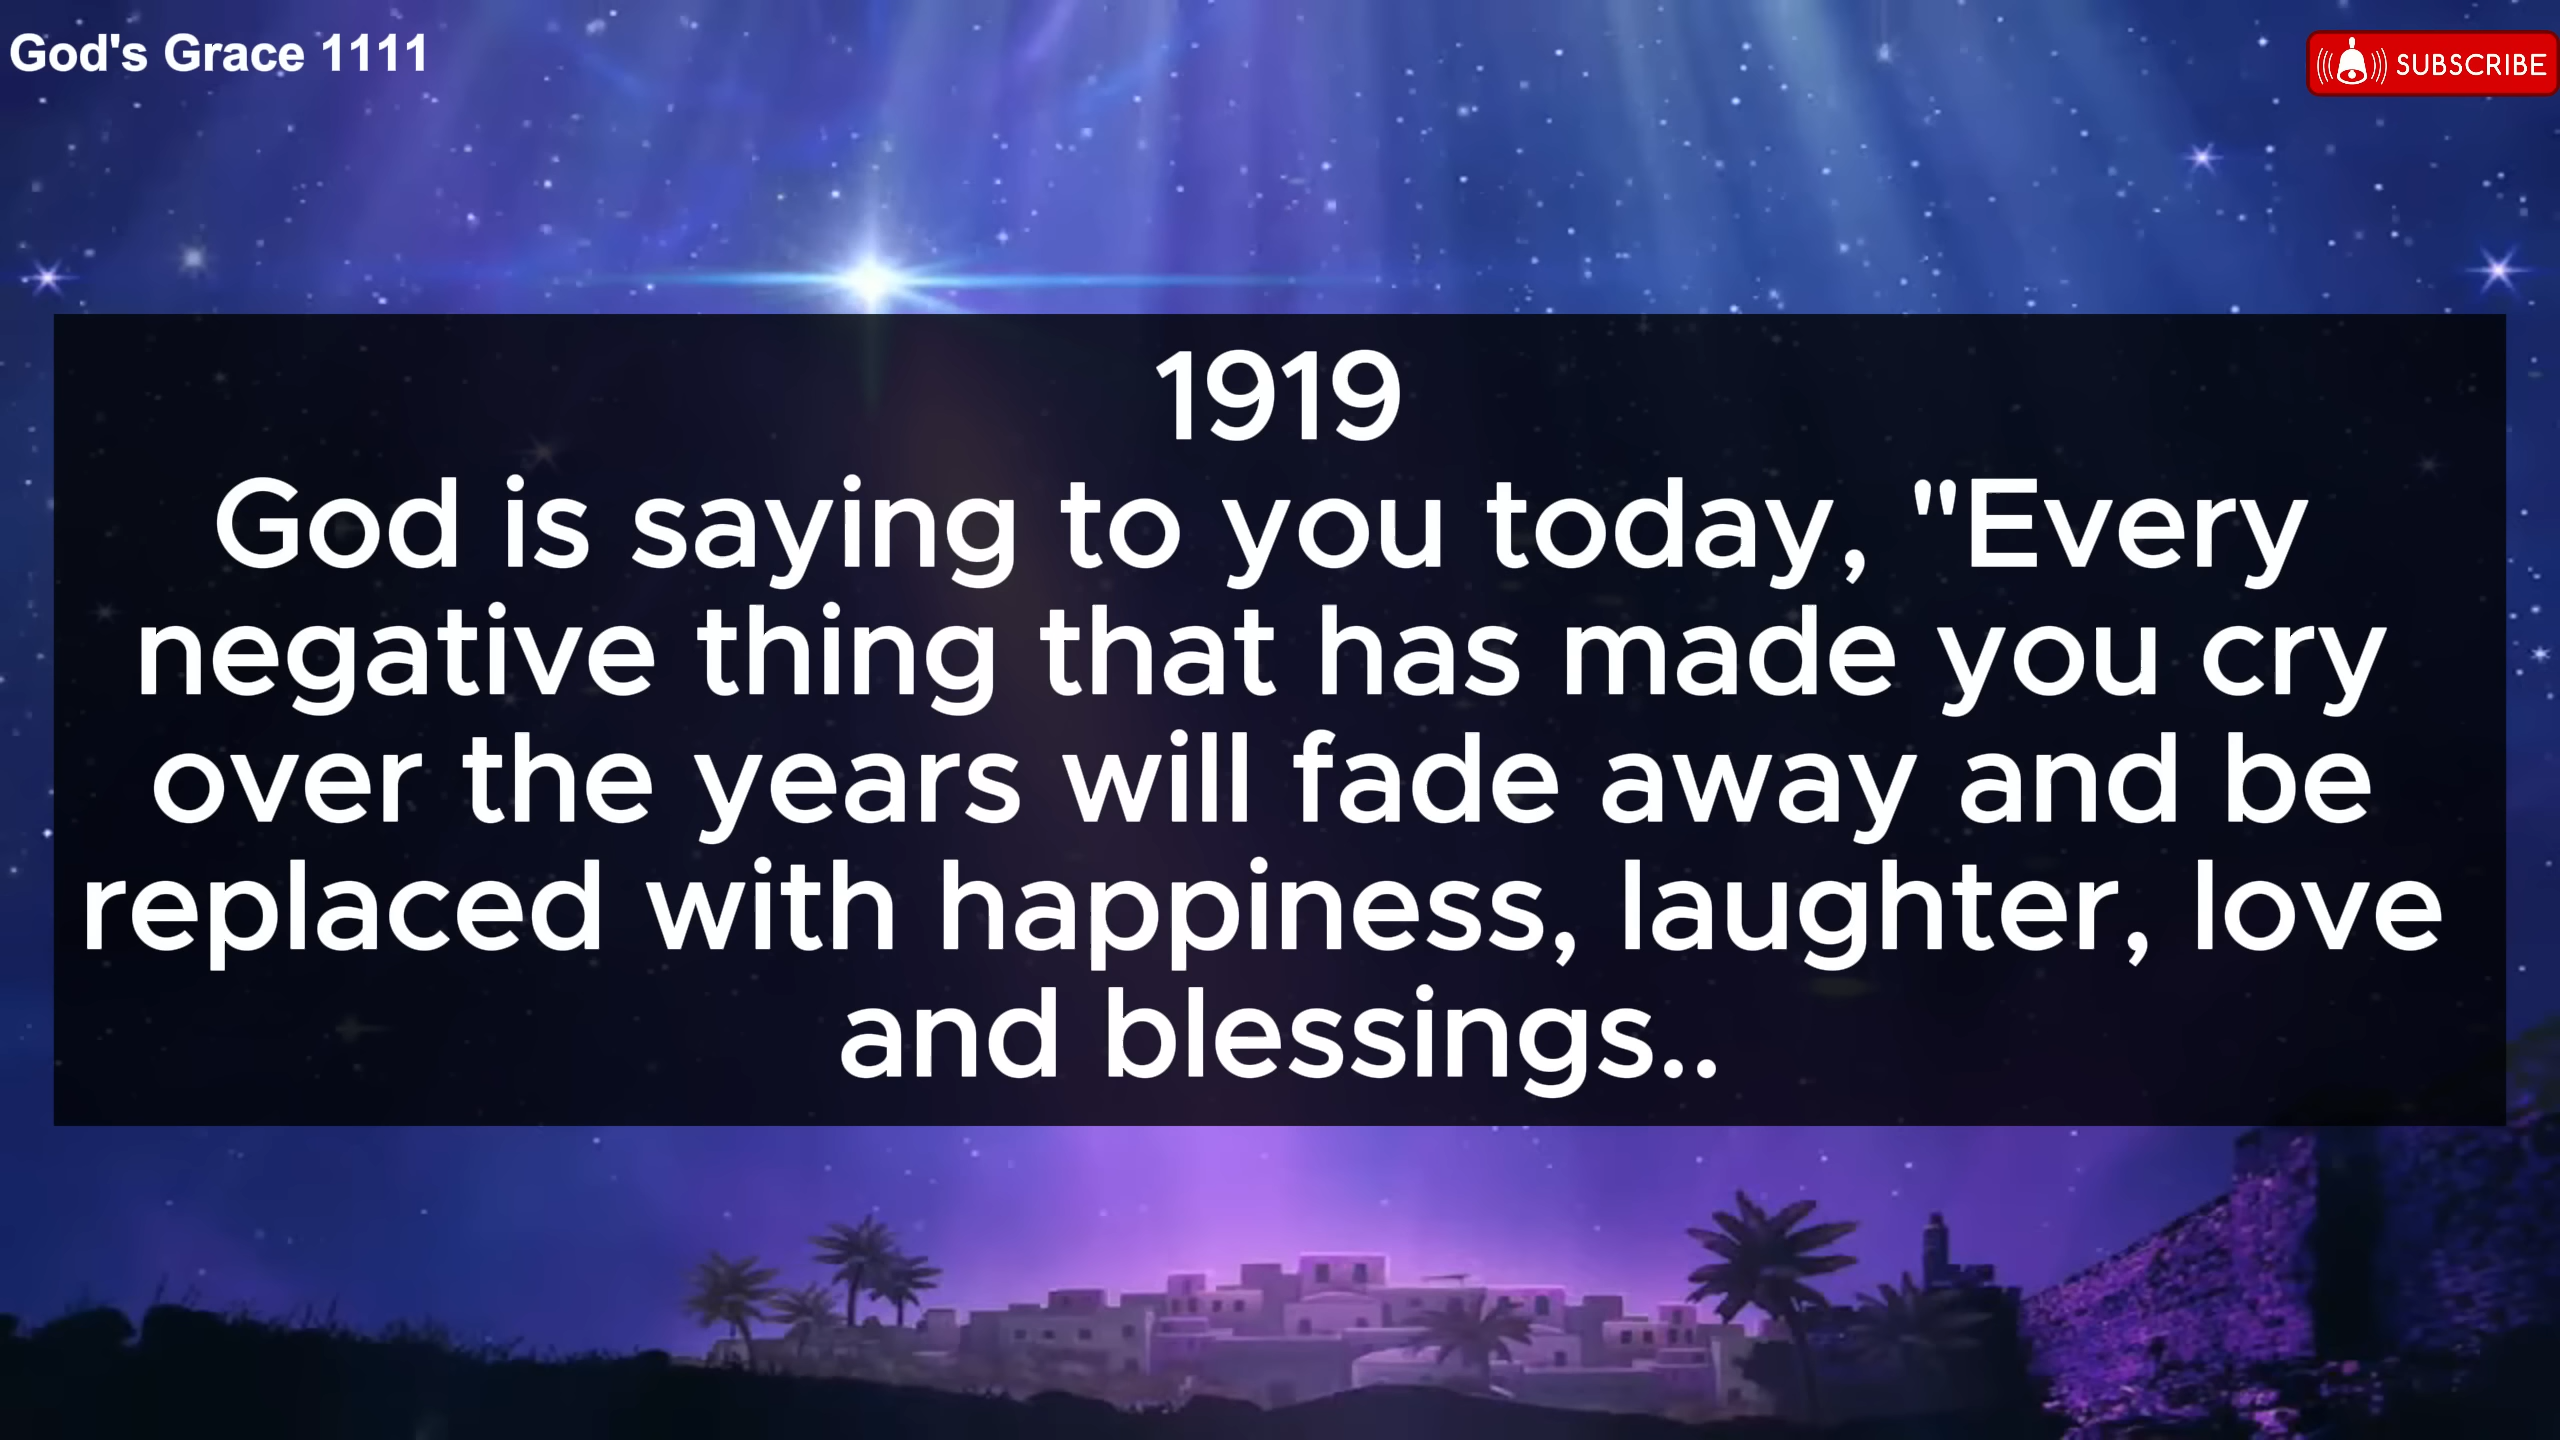 God's Grace 1111
SUBSCRIBE
1919
God is saying to you today, "Every
negative thing that has made you cry
over the years will fade away and be
replaced with happiness, laughter, love
and blessings..